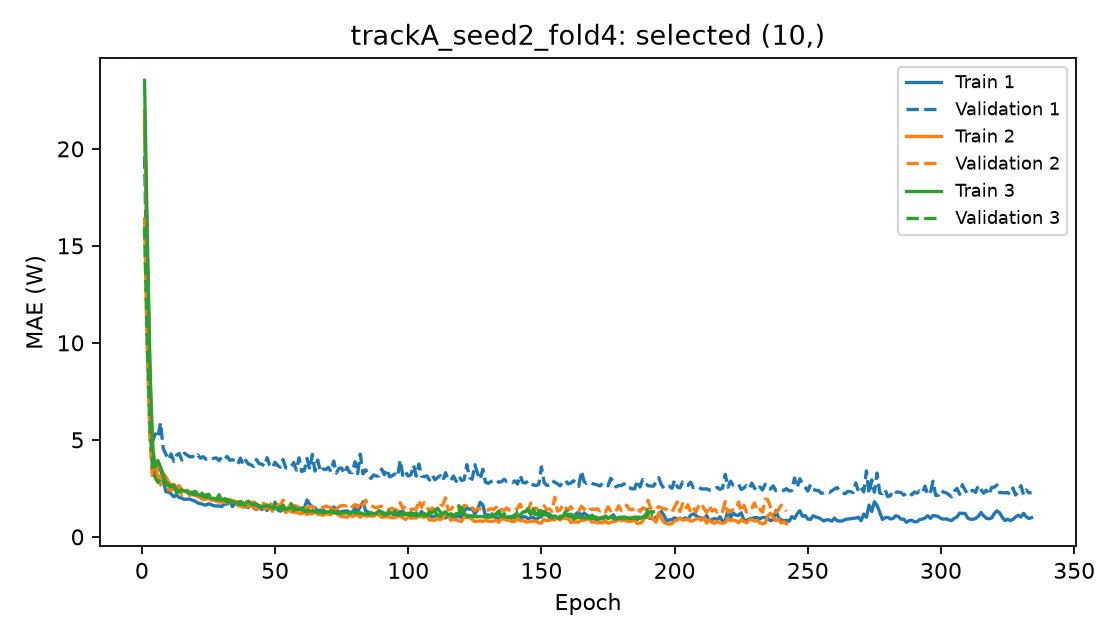 trackA_seed2_fold4: selected (10,)
Train 1
Validation 1
Train 2
Validation 2
Train 3
Validation 3
MAE (W)
20
15
10
5
0
0 50 100 150 200 250 300 350
Epoch